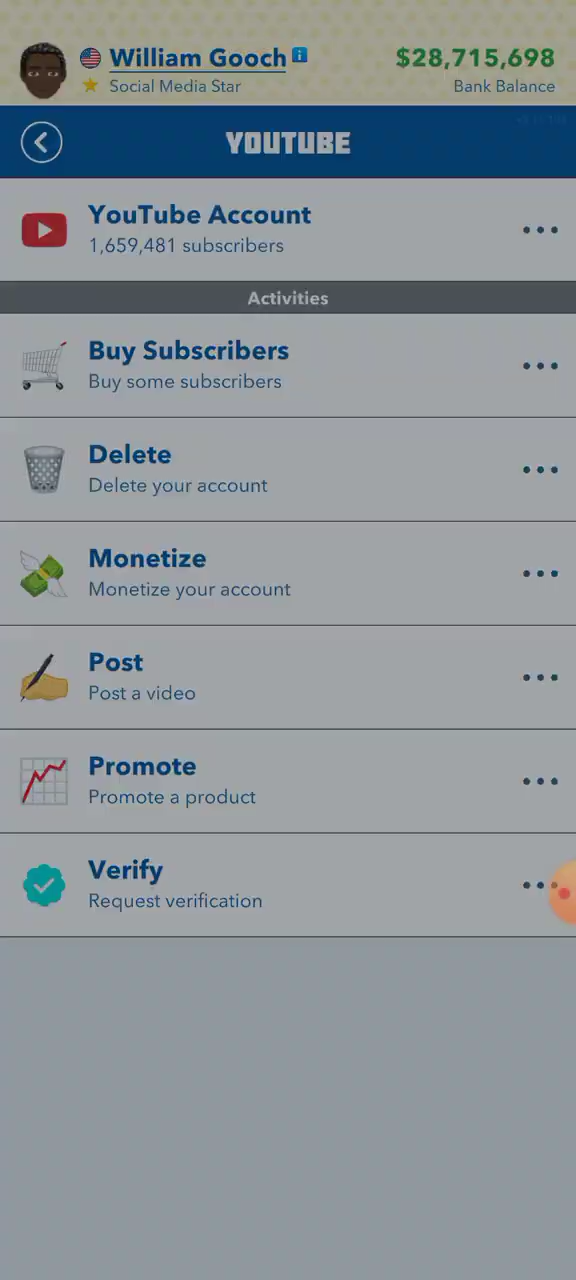 William Gooch
$28,715,698
Social Media Star
Bank Balance
YOUTUBE
YouTube Account
1,659,481 subscribers
Activities
Buy Subscribers
Buy some subscribers
Delete
Delete your account
Monetize
Monetize your account
Post
Post a video
Promote
Promote a product
Verify
Request verification